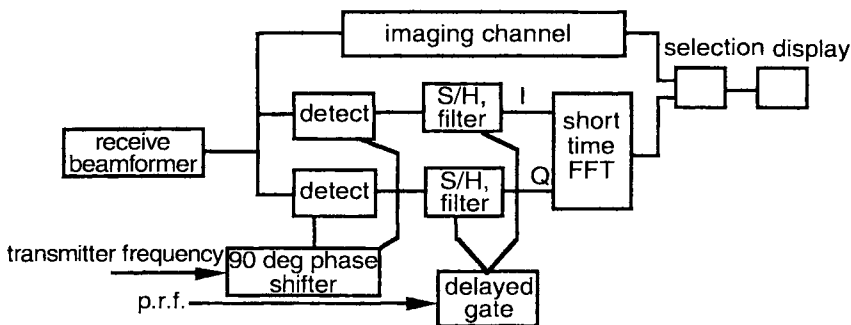 imaging channel
selection display
detect
S/H,
filter
I
short
time
FFT
receive
beamformer
detect
S/H,
filter
Q
transmitter frequency
90 deg phase
shifter
p.r.f.
delayed
gate